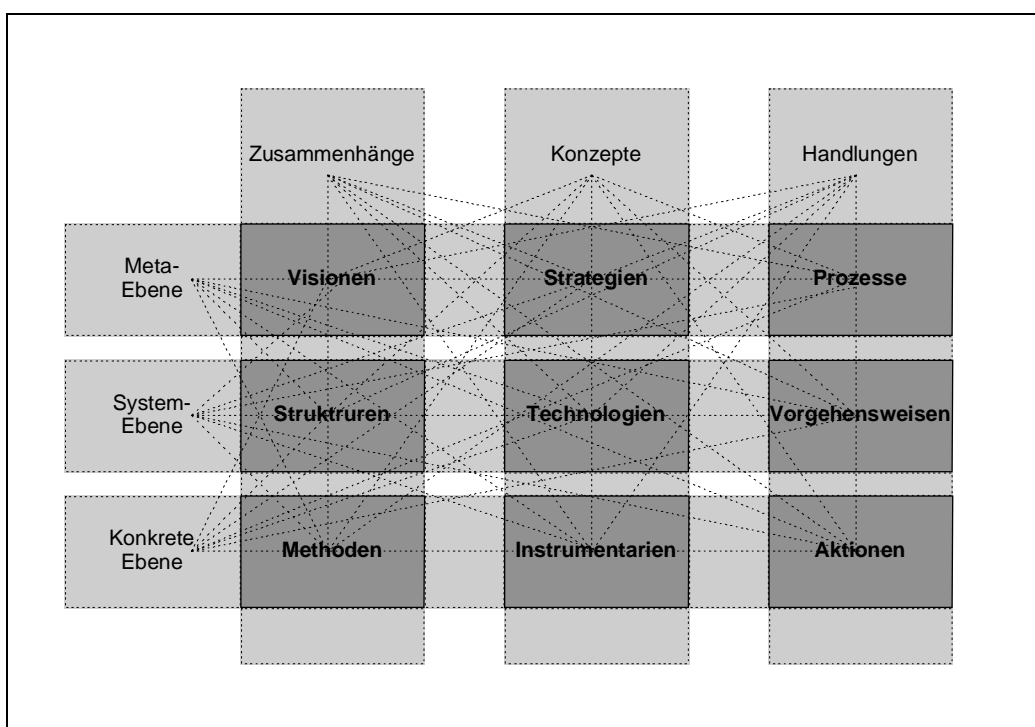 Zusammenhänge Konzepte Handlungen
Meta-
Ebene
Visionen Strategien Prozesse
System-
Ebene
Struktruren Technologien Vorgehensweisen
Konkrete
Ebene
Methoden Instrumentarien Aktionen